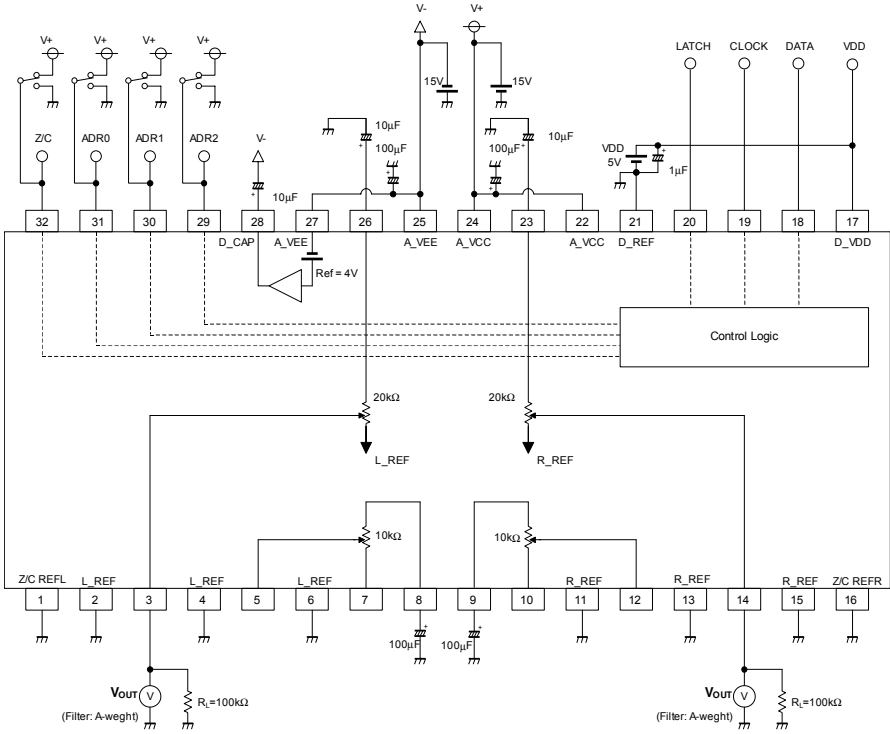 V+ V+ V+ V+
V- V+
LATCH CLOCK DATA VDD
15V 15V
10µF 10µF
100µF 100µF
Z/C ADR0 ADR1 ADR2 V-
VDD
5V
1µF
10µF
32 31 30 29 28 27 26 25 24 23 22 21 20 19 18 17
D_CAP A_VEE A_VEE A_VCC A_VCC D_REF D_VDD
Ref = 4V
Control Logic
20kΩ 20kΩ
L_REF R_REF
10kΩ 10kΩ
Z/C REFL L_REF L_REF L_REF R_REF R_REF R_REF Z/C REFR
1 2 3 4 5 6 7 8 9 10 11 12 13 14 15 16
+ +
100µF 100µF
VOUT V RL=100kΩ VOUT V RL=100kΩ
(Filter: A-weght) (Filter: A-weght)